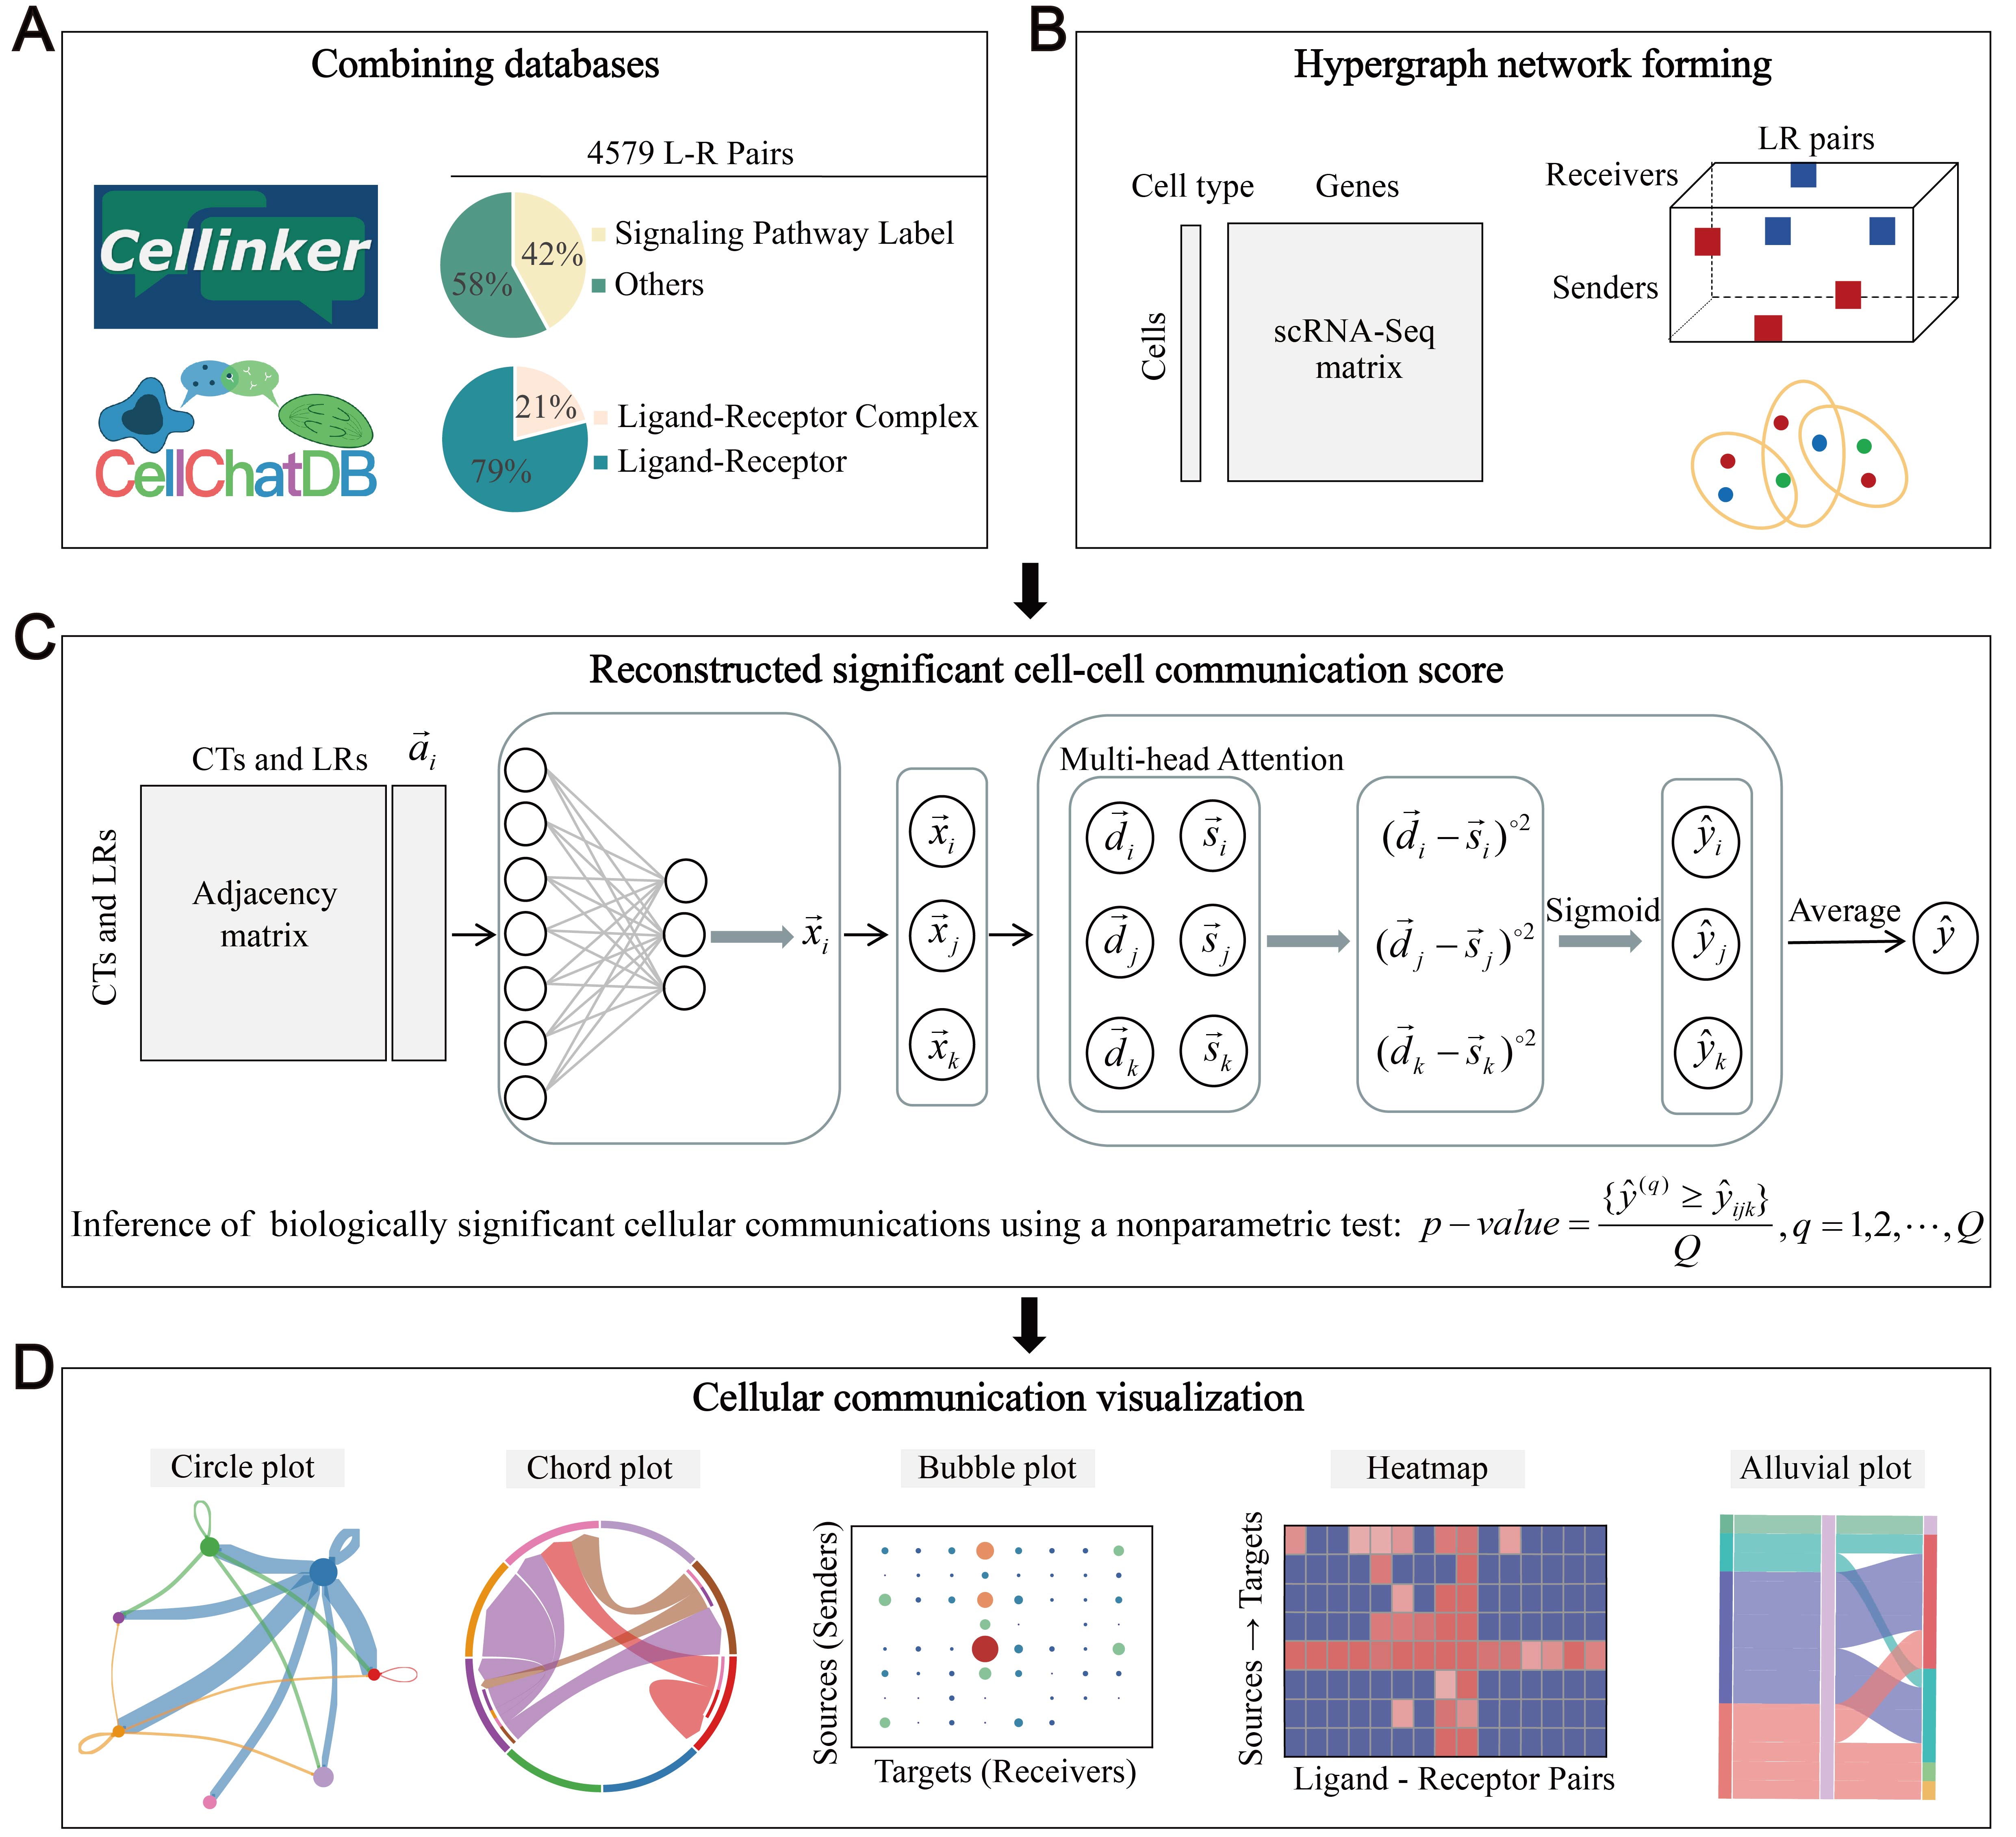 A
Combining databases
4579 L-R Pairs
Cellinker
42%
58%
Signaling Pathway Label
Others
CellChatDB
21%
79%
Ligand-Receptor Complex
Ligand-Receptor
B
Hypergraph network forming
Cell type
Genes
Cells
scRNA-Seq
matrix
LR pairs
Receivers
Senders
C
Reconstructed significant cell-cell communication score
CTs and LRs
CTs and LRs
Adjacency
matrix
$\vec{a}_i$
$\vec{x}_i$
$\vec{x}_i$
$\vec{x}_j$
$\vec{x}_k$
Multi-head Attention
$\vec{d}_i$ $\vec{s}_i$
$\vec{d}_j$ $\vec{s}_j$
$\vec{d}_k$ $\vec{s}_k$
$(\vec{d}_i - \vec{s}_i)^{\circ 2}$
$(\vec{d}_j - \vec{s}_j)^{\circ 2}$
$(\vec{d}_k - \vec{s}_k)^{\circ 2}$
Sigmoid
$\hat{y}_i$
$\hat{y}_j$
$\hat{y}_k$
Average
$\hat{y}$
Inference of biologically significant cellular communications using a nonparametric test: $p-value = \frac{\{\hat{y}^{(q)} \geq \hat{y}_{ijk}\}}{Q}, q = 1,2,\cdots,Q$
D
Cellular communication visualization
Circle plot
Chord plot
Bubble plot
Heatmap
Alluvial plot
Sources (Senders)
Targets (Receivers)
Sources → Targets
Ligand - Receptor Pairs